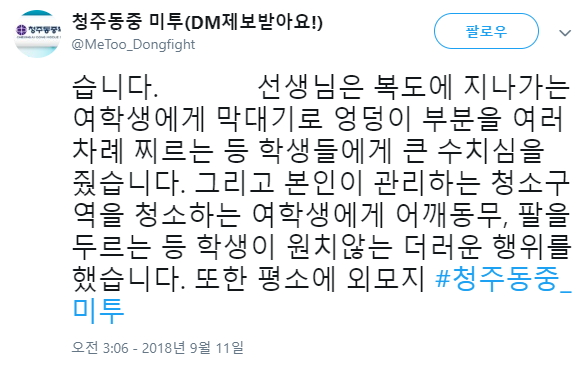 청주동중 미투(DM제보받아요!)
@MeToo_Dongfight
팔로우
습니다. 선생님은 복도에 지나가는
여학생에게 막대기로 엉덩이 부분을 여러
차례 찌르는 등 학생들에게 큰 수치심을
줬습니다. 그리고 본인이 관리하는 청소구
역을 청소하는 여학생에게 어깨동무, 팔을
두르는 등 학생이 원치않는 더러운 행위를
했습니다. 또한 평소에 외모지 #청주동중_
미투
오전 3:06 - 2018년 9월 11일